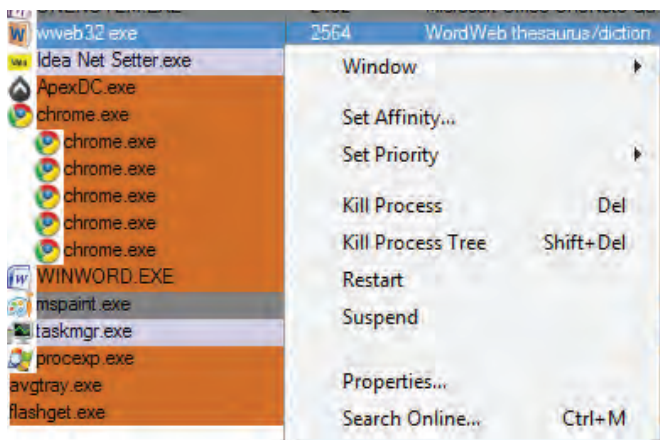 wweb32.exe 2564 WordWeb thesaurus/diction
Idea Net Setter.exe
ApexDC.exe
chrome.exe
chrome.exe
chrome.exe
chrome.exe
chrome.exe
chrome.exe
WINWORD.EXE
mspaint.exe
taskmgr.exe
procexp.exe
avgtray.exe
flashget.exe
Window
Set Affinity...
Set Priority
Kill Process Del
Kill Process Tree Shift+Del
Restart
Suspend
Properties...
Search Online... Ctrl+M